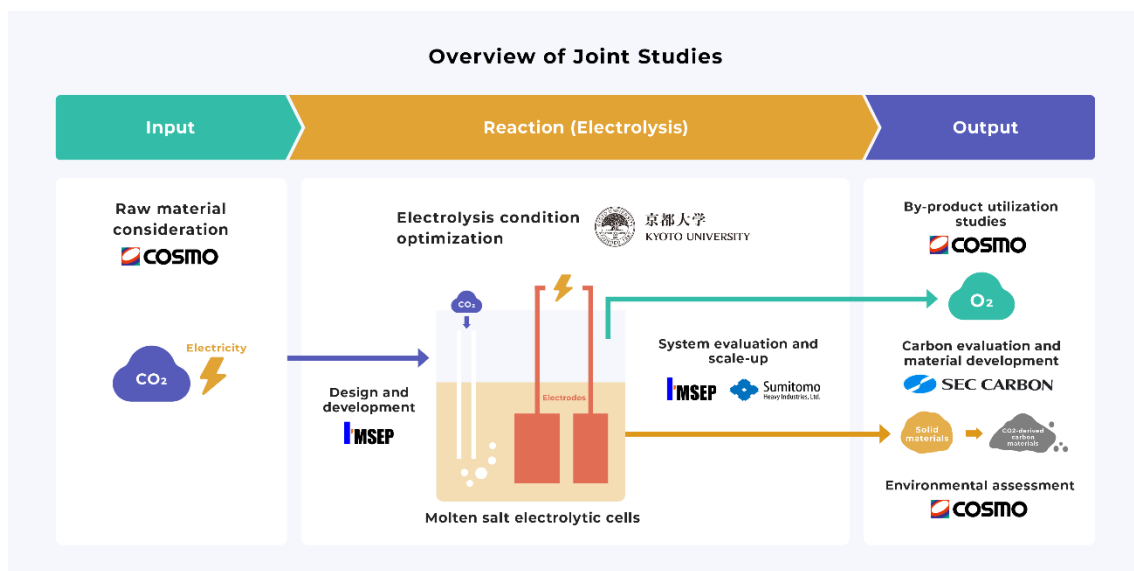 Overview of Joint Studies
Input
Reaction (Electrolysis)
Output
Raw material
consideration
COSMO
CO₂
Electricity
Electrolysis condition
optimization
京都大学
KYOTO UNIVERSITY
CO₂
Design and
development
I'MSEP
Electrodes
Molten salt electrolytic cells
System evaluation and
scale-up
I'MSEP
Sumitomo
Heavy Industries, Ltd.
By-product utilization
studies
COSMO
O₂
Carbon evaluation and
material development
SEC CARBON
Solid
materials
CO2-derived
carbon
materials
Environmental assessment
COSMO